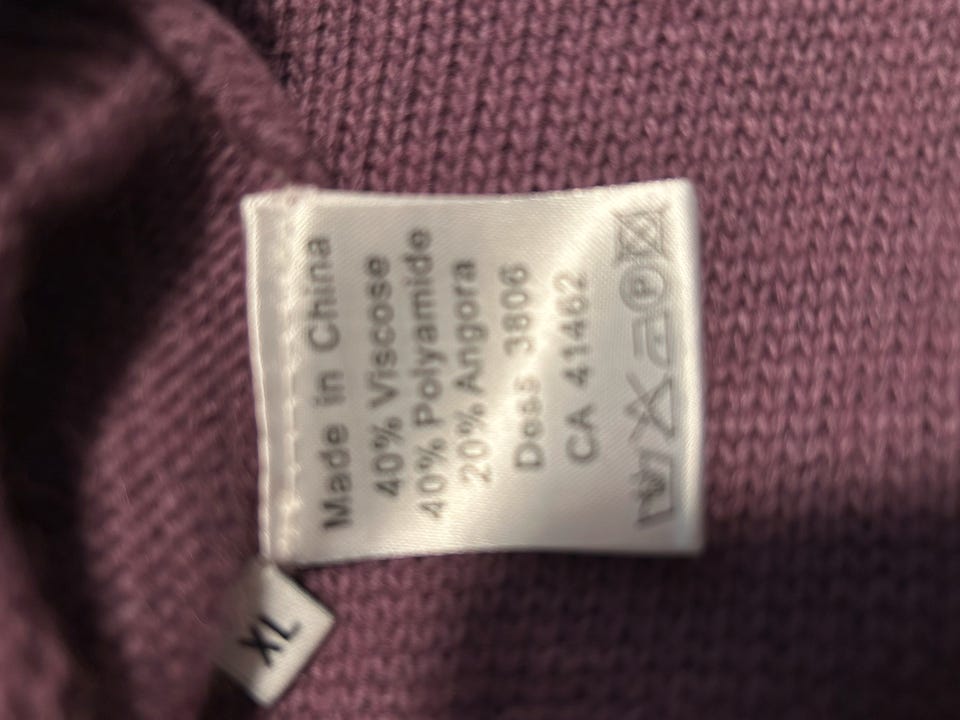 Made in China
40% Viscose
40% Polyamide
20% Angora
Dess 3806
CA 41462
P
XL